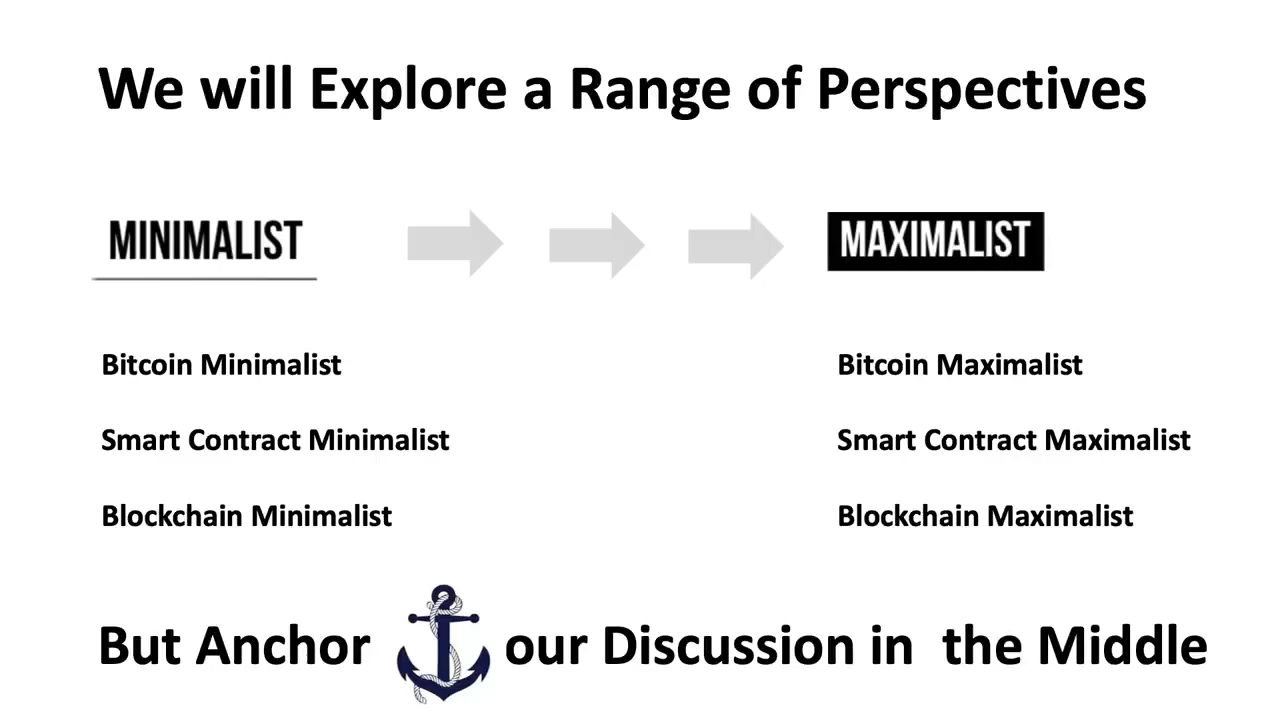 We will Explore a Range of Perspectives
MINIMALIST
MAXIMALIST
Bitcoin Minimalist
Bitcoin Maximalist
Smart Contract Minimalist
Smart Contract Maximalist
Blockchain Minimalist
Blockchain Maximalist
But Anchor our Discussion in the Middle